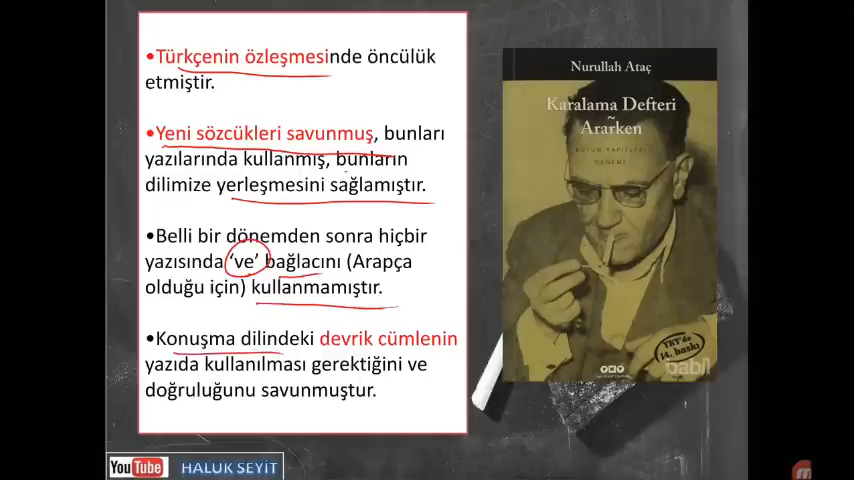 •Türkçenin özleşmesinde öncülük
etmiştir.
•Yeni sözcükleri savunmuş, bunları
yazılarında kullanmış, bunların
dilimize yerleşmesini sağlamıştır.
•Belli bir dönemden sonra hiçbir
yazısında ‘ve’ bağlacını (Arapça
olduğu için) kullanmamıştır.
•Konuşma dilindeki devrik cümlenin
yazıda kullanılması gerektiğini ve
doğruluğunu savunmuştur.
Nurullah Ataç
Karalama Defteri
~
Ararken
BÜTÜN YAPITLARI
DENEME
YKY'de
14. baskı
babil
YouTube HALUK SEYİT